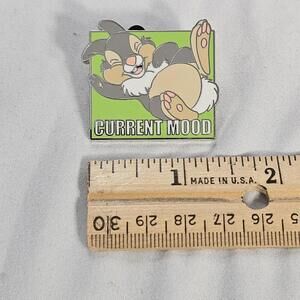 CURRENT MOOD
1 MADE IN U.S.A. 2
30 29 28 27 26 25